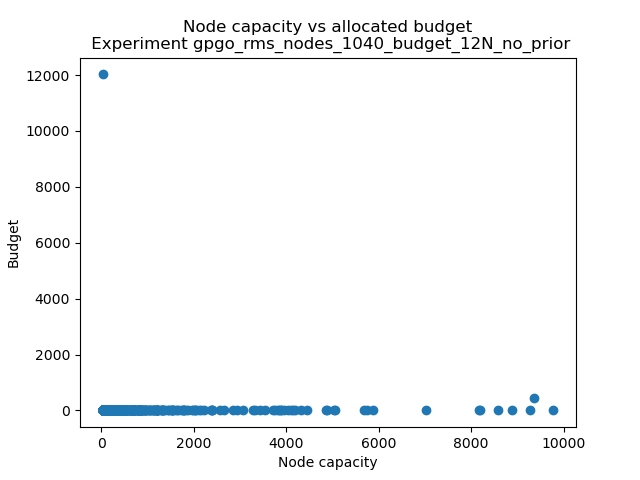 Node capacity vs allocated budget
Experiment gpgo_rms_nodes_1040_budget_12N_no_prior
12000
10000
8000
6000
4000
2000
0
Budget
0 2000 4000 6000 8000 10000
Node capacity